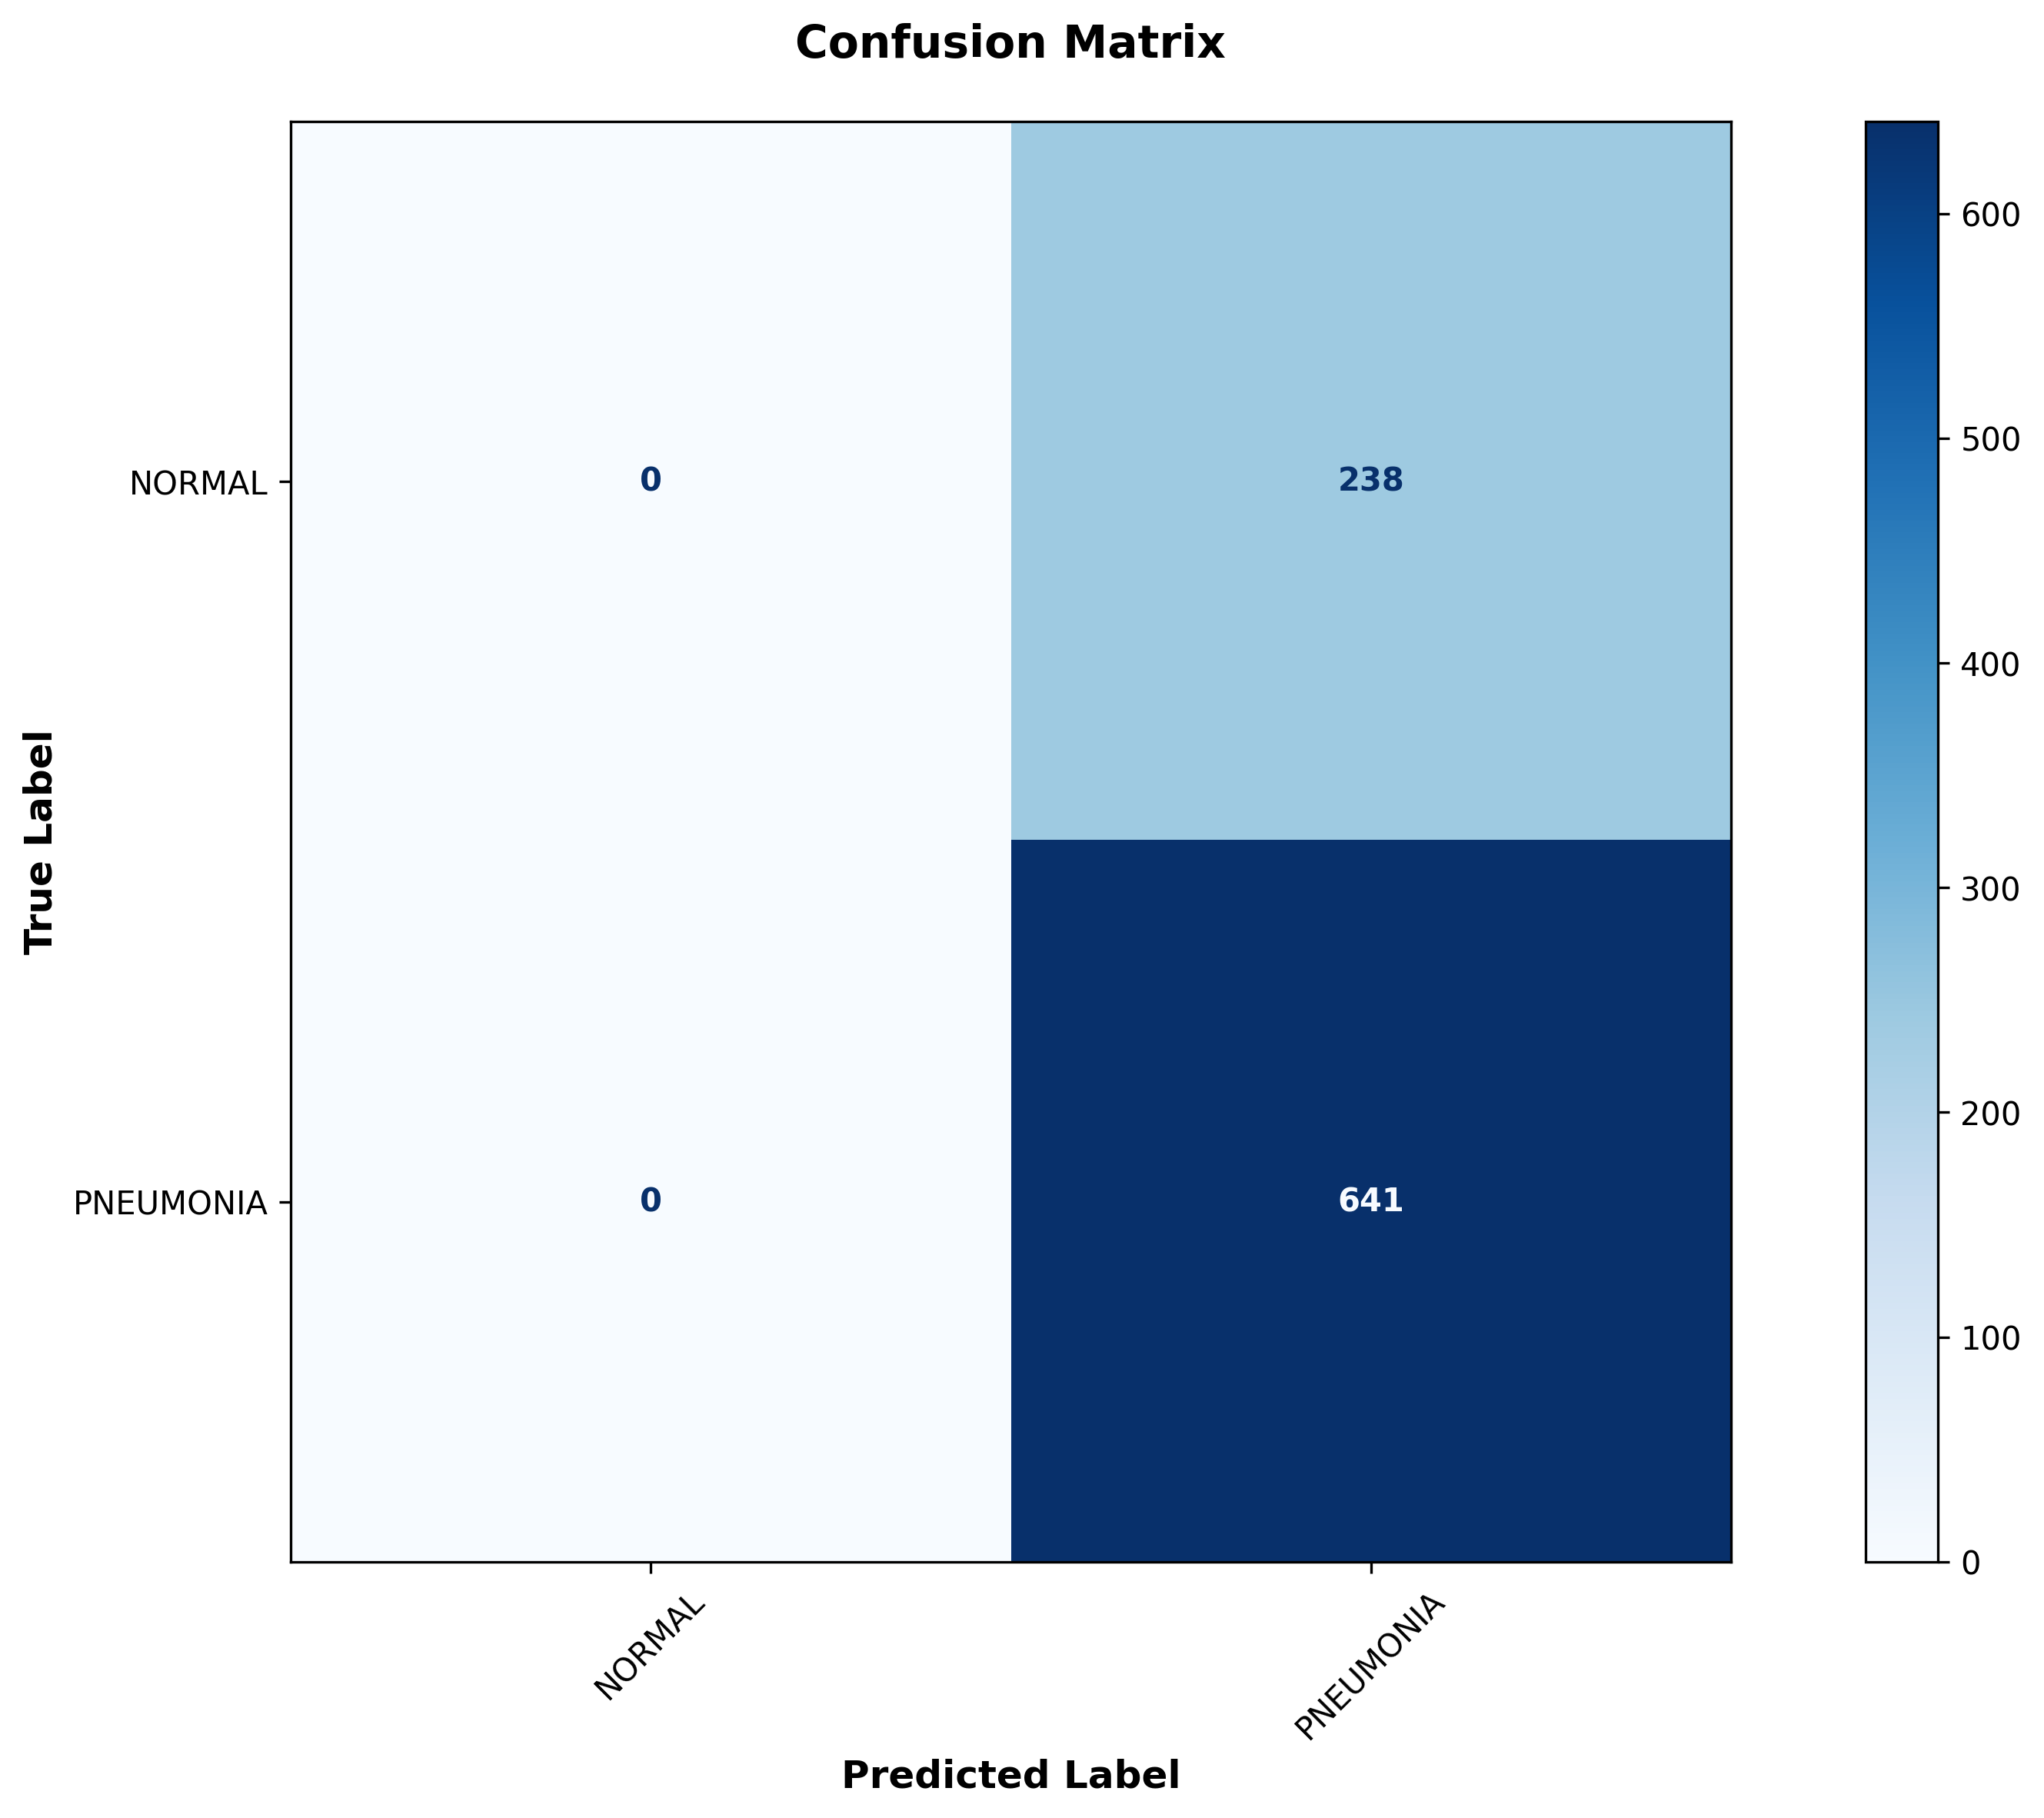 Confusion Matrix
True Label
NORMAL
PNEUMONIA
0
238
0
641
600
500
400
300
200
100
0
NORMAL
PNEUMONIA
Predicted Label